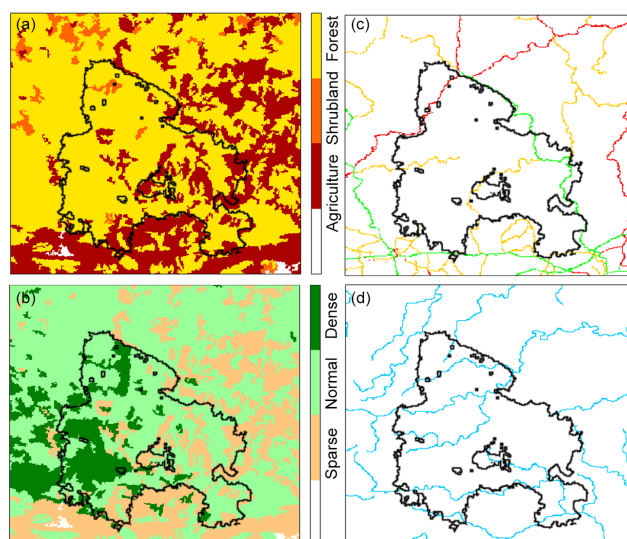 (a)
Agriculture Shrubland Forest
(c)
(b)
Sparse Normal Dense
(d)